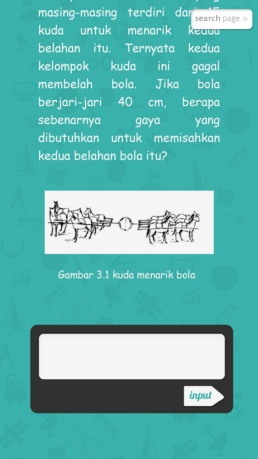 search page >
masing-masing terdiri dari 15
kuda untuk menarik kedua
belahan itu. Ternyata kedua
kelompok kuda ini gagal
membelah bola. Jika bola
berjari-jari 40 cm, berapa
sebenarnya gaya yang
dibutuhkan untuk memisahkan
kedua belahan bola itu?
Gambar 3.1 kuda menarik bola
input